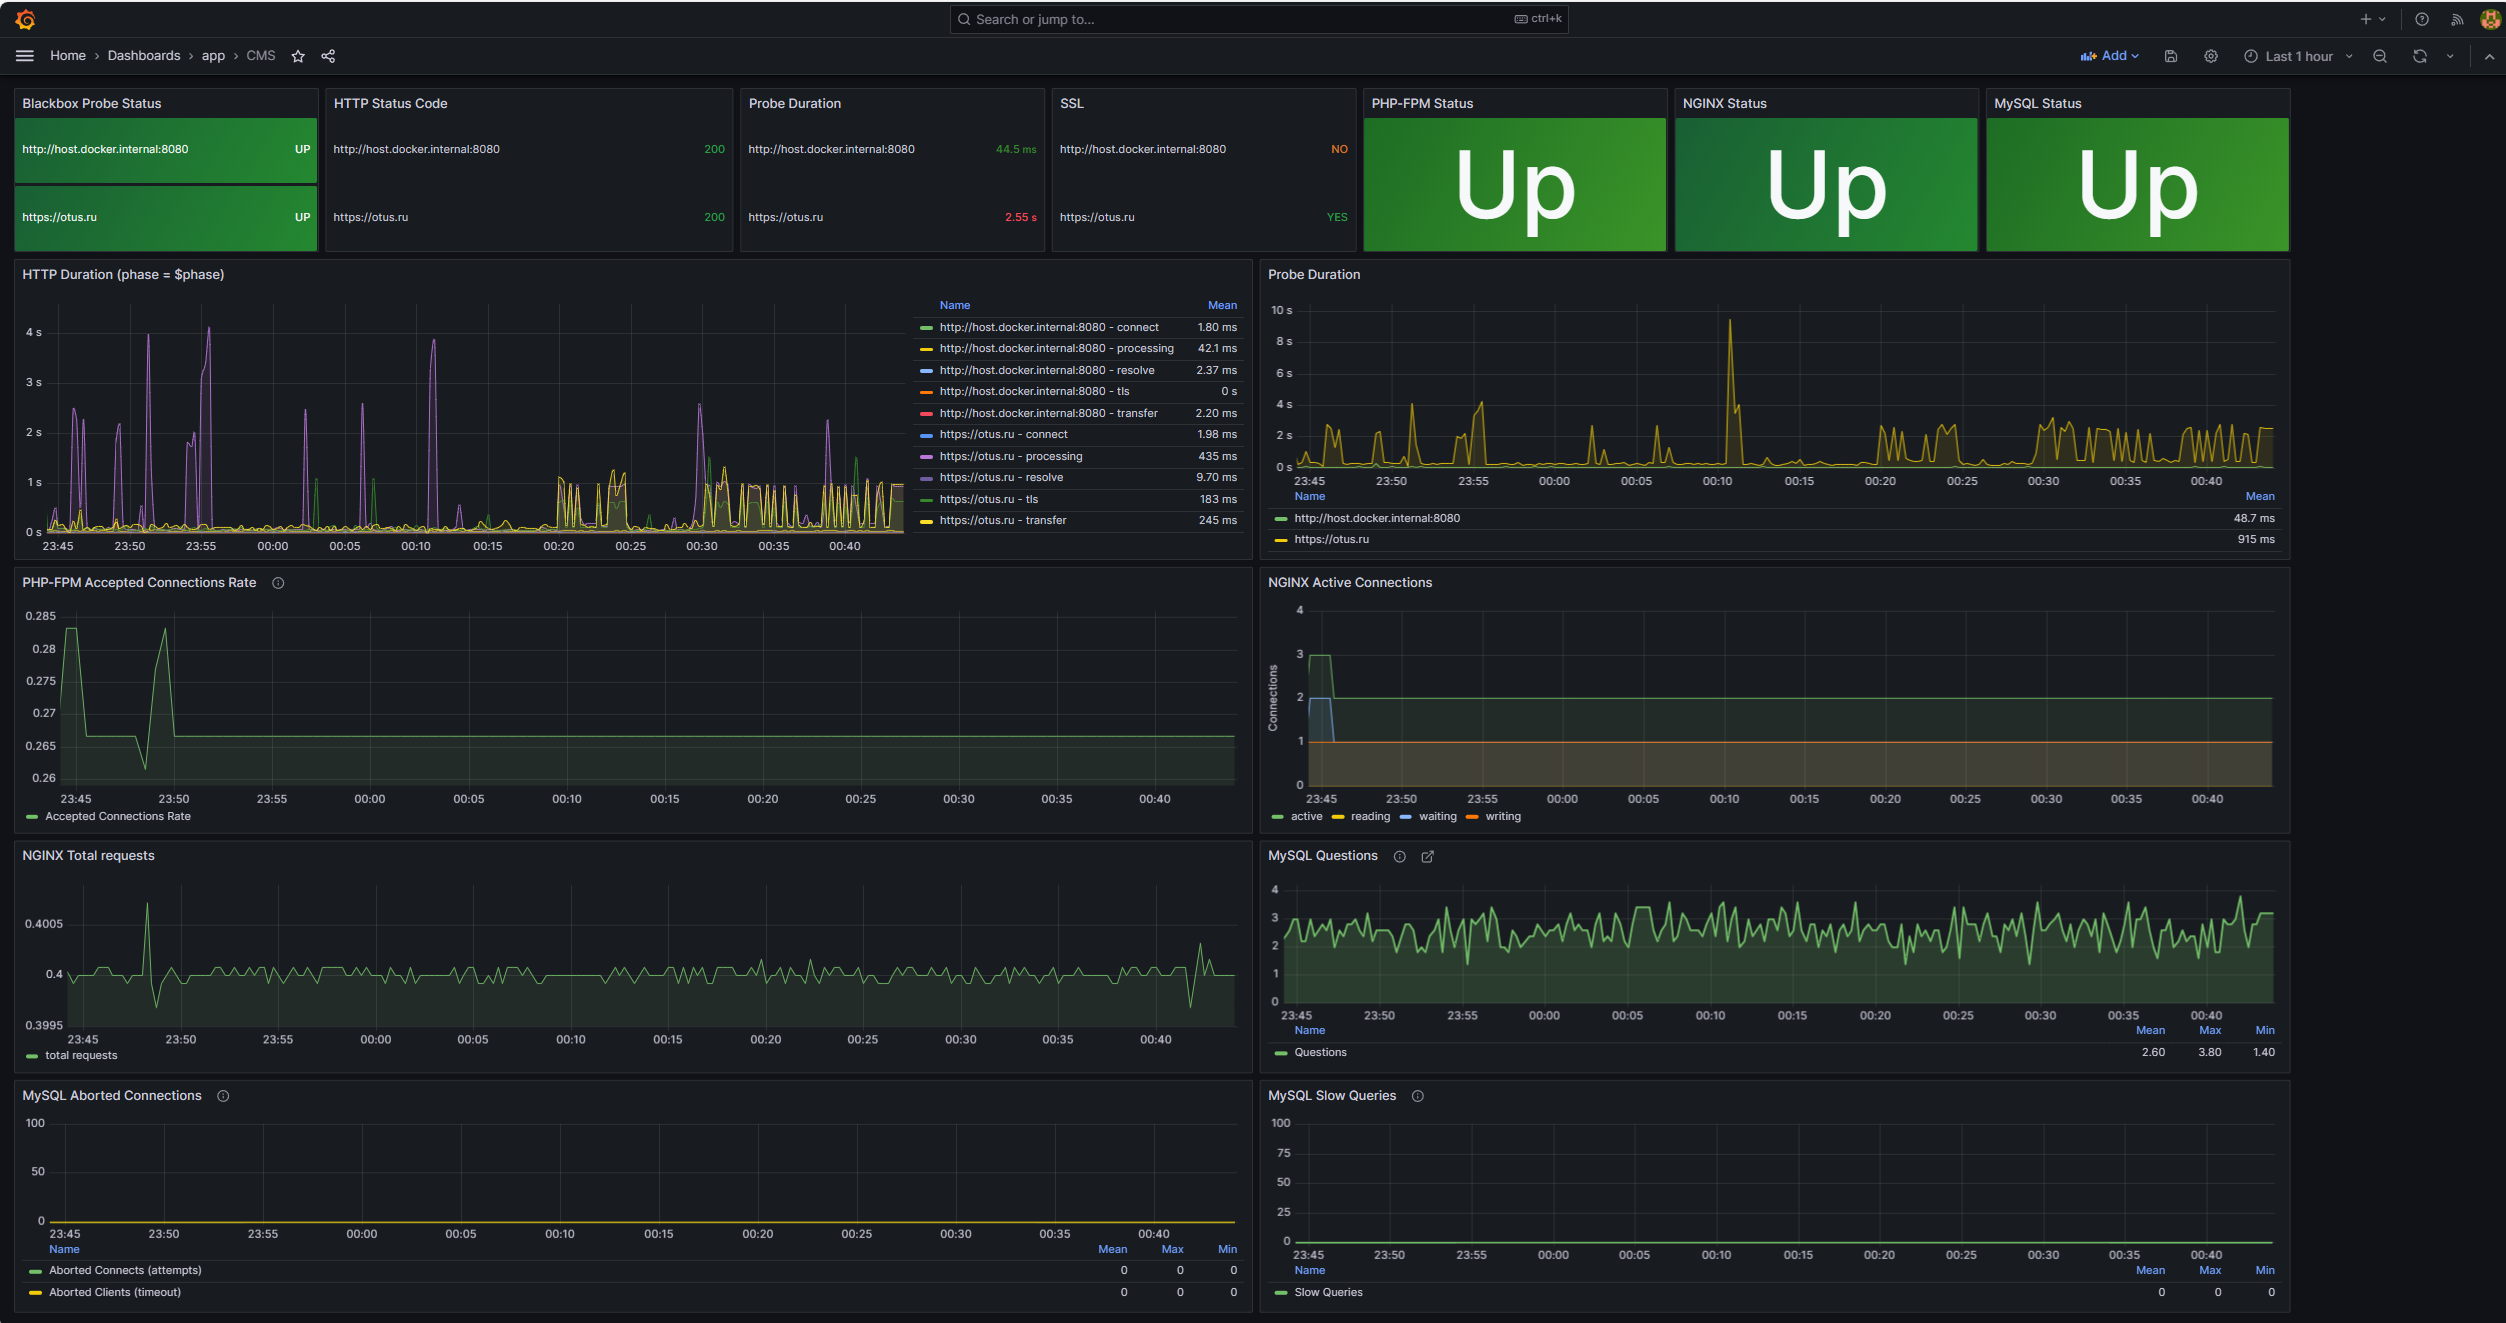 Search or jump to...
ctrl+k
Home › Dashboards › app › CMS
Add
Last 1 hour
Blackbox Probe Status
http://host.docker.internal:8080 UP
https://otus.ru UP
HTTP Status Code
http://host.docker.internal:8080 200
https://otus.ru 200
Probe Duration
http://host.docker.internal:8080 44.5 ms
https://otus.ru 2.55 s
SSL
http://host.docker.internal:8080 NO
https://otus.ru YES
PHP-FPM Status
Up
NGINX Status
Up
MySQL Status
Up
HTTP Duration (phase = $phase)
4 s
3 s
2 s
1 s
0 s
23:45 23:50 23:55 00:00 00:05 00:10 00:15 00:20 00:25 00:30 00:35 00:40
Name Mean
http://host.docker.internal:8080 - connect 1.80 ms
http://host.docker.internal:8080 - processing 42.1 ms
http://host.docker.internal:8080 - resolve 2.37 ms
http://host.docker.internal:8080 - tls 0 s
http://host.docker.internal:8080 - transfer 2.20 ms
https://otus.ru - connect 1.98 ms
https://otus.ru - processing 435 ms
https://otus.ru - resolve 9.70 ms
https://otus.ru - tls 183 ms
https://otus.ru - transfer 245 ms
Probe Duration
10 s
8 s
6 s
4 s
2 s
0 s
23:45 23:50 23:55 00:00 00:05 00:10 00:15 00:20 00:25 00:30 00:35 00:40
Name Mean
http://host.docker.internal:8080 48.7 ms
https://otus.ru 915 ms
PHP-FPM Accepted Connections Rate
0.285
0.28
0.275
0.27
0.265
0.26
23:45 23:50 23:55 00:00 00:05 00:10 00:15 00:20 00:25 00:30 00:35 00:40
Accepted Connections Rate
NGINX Active Connections
Connections
4
3
2
1
0
23:45 23:50 23:55 00:00 00:05 00:10 00:15 00:20 00:25 00:30 00:35 00:40
active reading waiting writing
NGINX Total requests
0.4005
0.4
0.3995
23:45 23:50 23:55 00:00 00:05 00:10 00:15 00:20 00:25 00:30 00:35 00:40
total requests
MySQL Questions
4
3
2
1
0
23:45 23:50 23:55 00:00 00:05 00:10 00:15 00:20 00:25 00:30 00:35 00:40
Name Mean Max Min
Questions 2.60 3.80 1.40
MySQL Aborted Connections
100
50
0
23:45 23:50 23:55 00:00 00:05 00:10 00:15 00:20 00:25 00:30 00:35 00:40
Name Mean Max Min
Aborted Connects (attempts) 0 0 0
Aborted Clients (timeout) 0 0 0
MySQL Slow Queries
100
75
50
25
0
23:45 23:50 23:55 00:00 00:05 00:10 00:15 00:20 00:25 00:30 00:35 00:40
Name Mean Max Min
Slow Queries 0 0 0